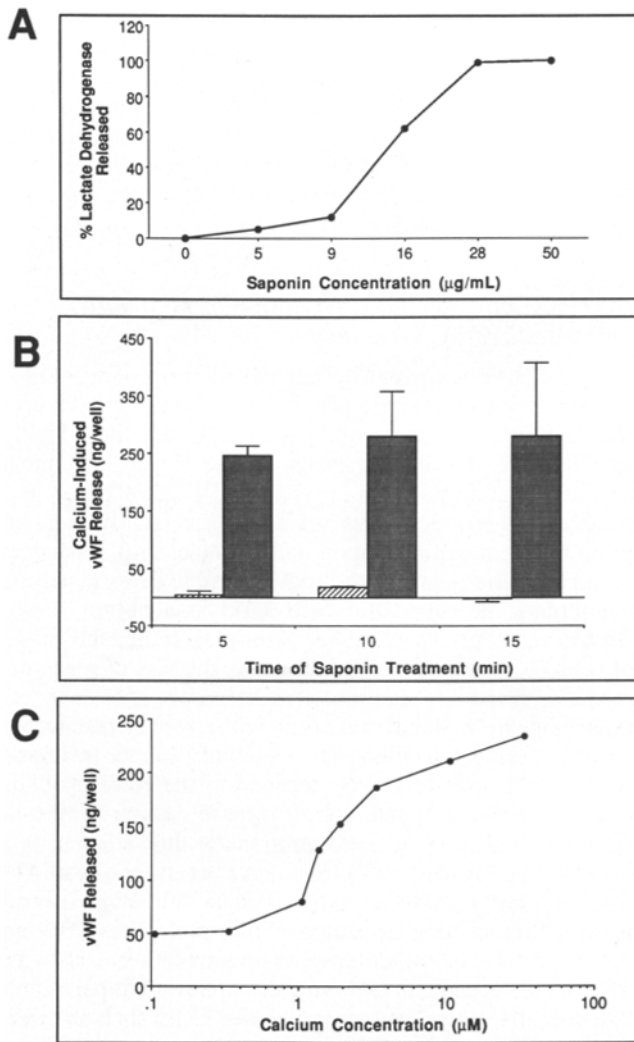 A
% Lactate Dehydrogenase
Released
120
100
80
60
40
20
0
0 5 9 16 28 50
Saponin Concentration (μg/mL)
B
Calcium-Induced
vWF Release (ng/well)
450
350
250
150
50
-50
5 10 15
Time of Saponin Treatment (min)
C
vWF Released (ng/well)
250
200
150
100
50
0
.1 1 10 100
Calcium Concentration (μM)